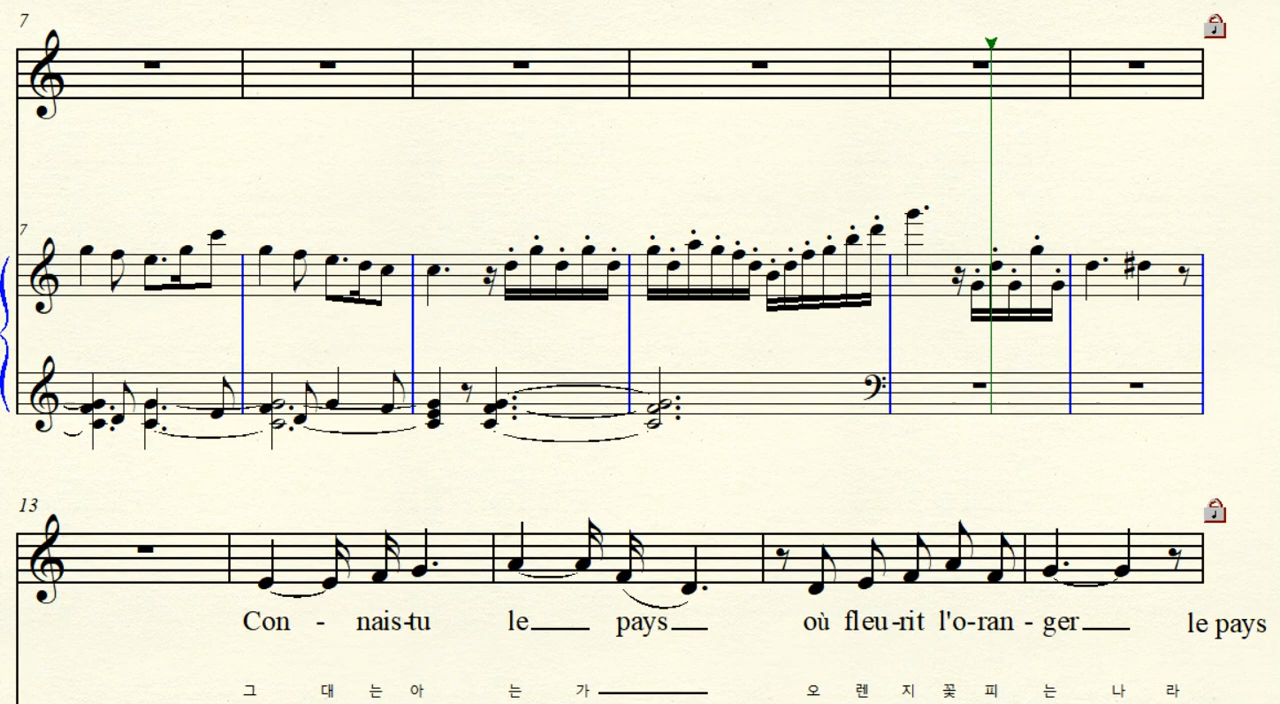 7
7
13
Con - nais-tu le pays où fleu-rit l'o-ran - ger le pays
그 대 는 아 는 가 오 렌 지 꽃 피 는 나 라